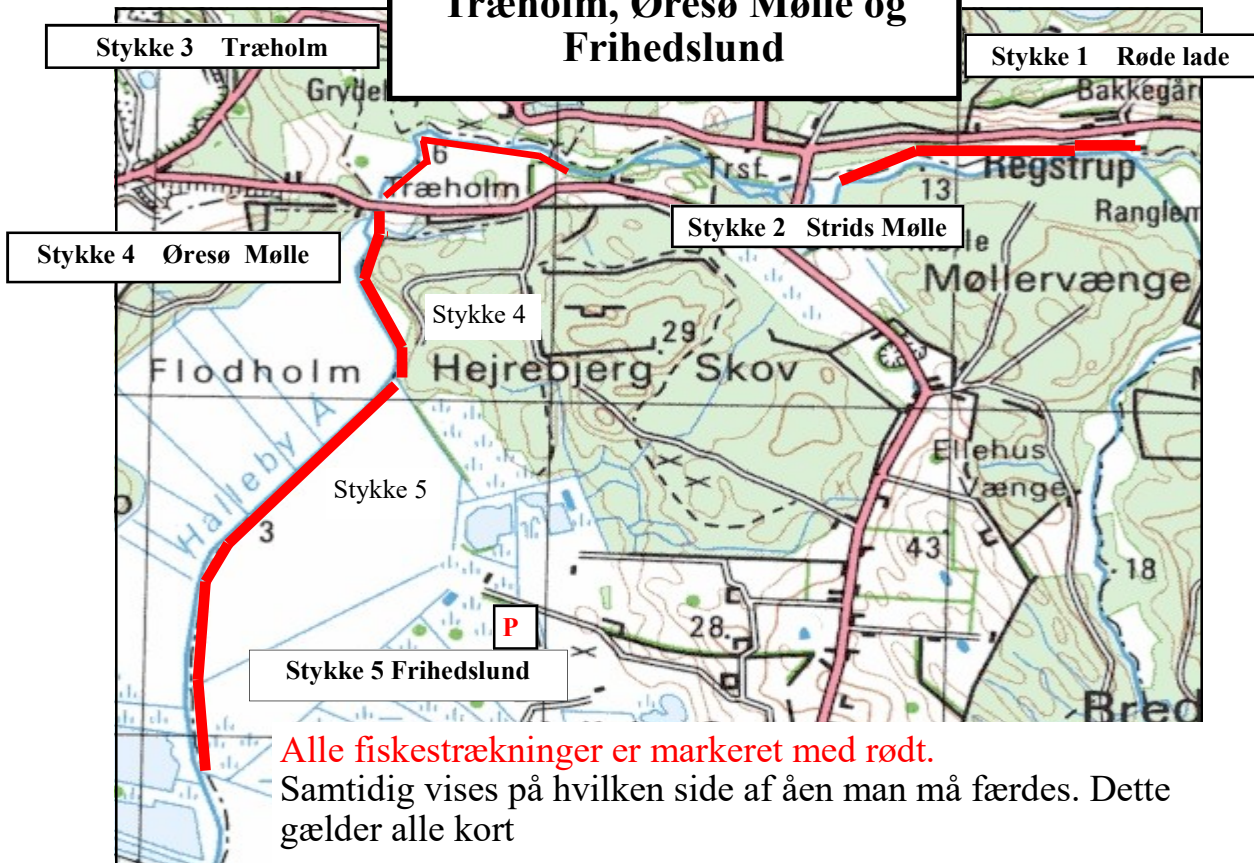 Træholm, Øresø Mølle og
Frihedslund
Stykke 3 Træholm
Stykke 1 Røde lade
Bakkegår
6
Træholm
Trsf.
Regstrup
13
Ranglem
Stykke 2 Strids Mølle
Stykke 4 Øresø Mølle
Møllervænge
Stykke 4
29
Flodholm
Hejrebjerg Skov
Halleby Å
Ellehus
Vænge
Stykke 5
3
43
18
P
28.
Stykke 5 Frihedslund
Bred
Alle fiskestrækninger er markeret med rødt.
Samtidig vises på hvilken side af åen man må færdes. Dette
gælder alle kort